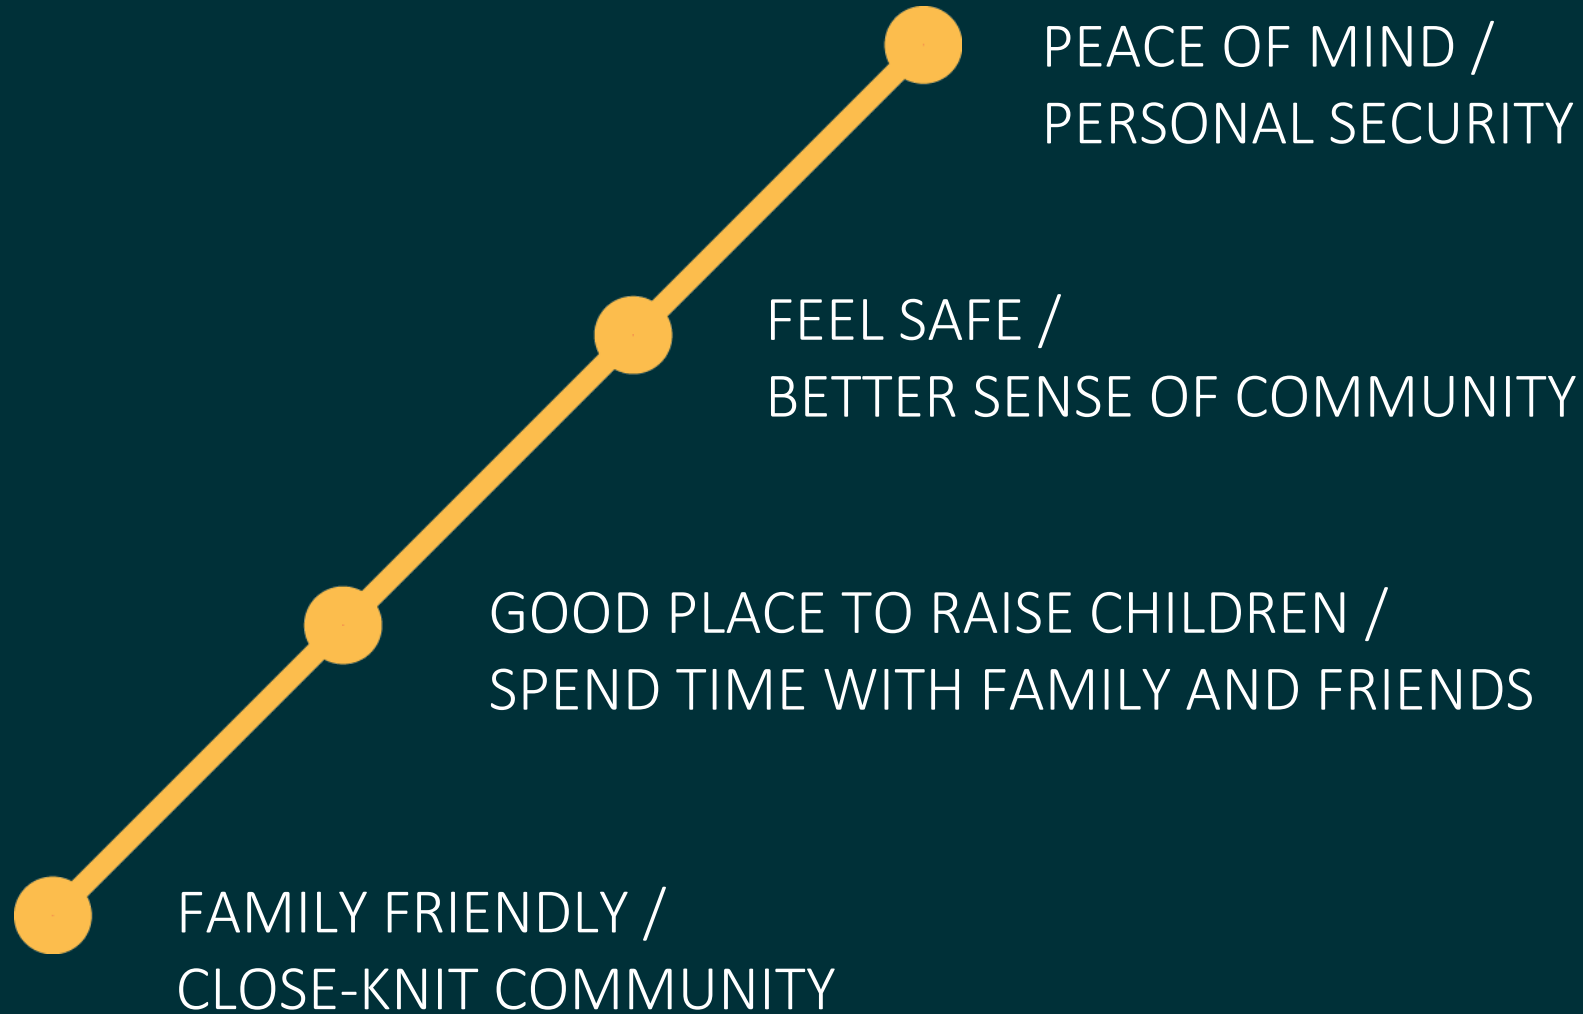 PEACE OF MIND /
PERSONAL SECURITY
FEEL SAFE /
BETTER SENSE OF COMMUNITY
GOOD PLACE TO RAISE CHILDREN /
SPEND TIME WITH FAMILY AND FRIENDS
FAMILY FRIENDLY /
CLOSE-KNIT COMMUNITY